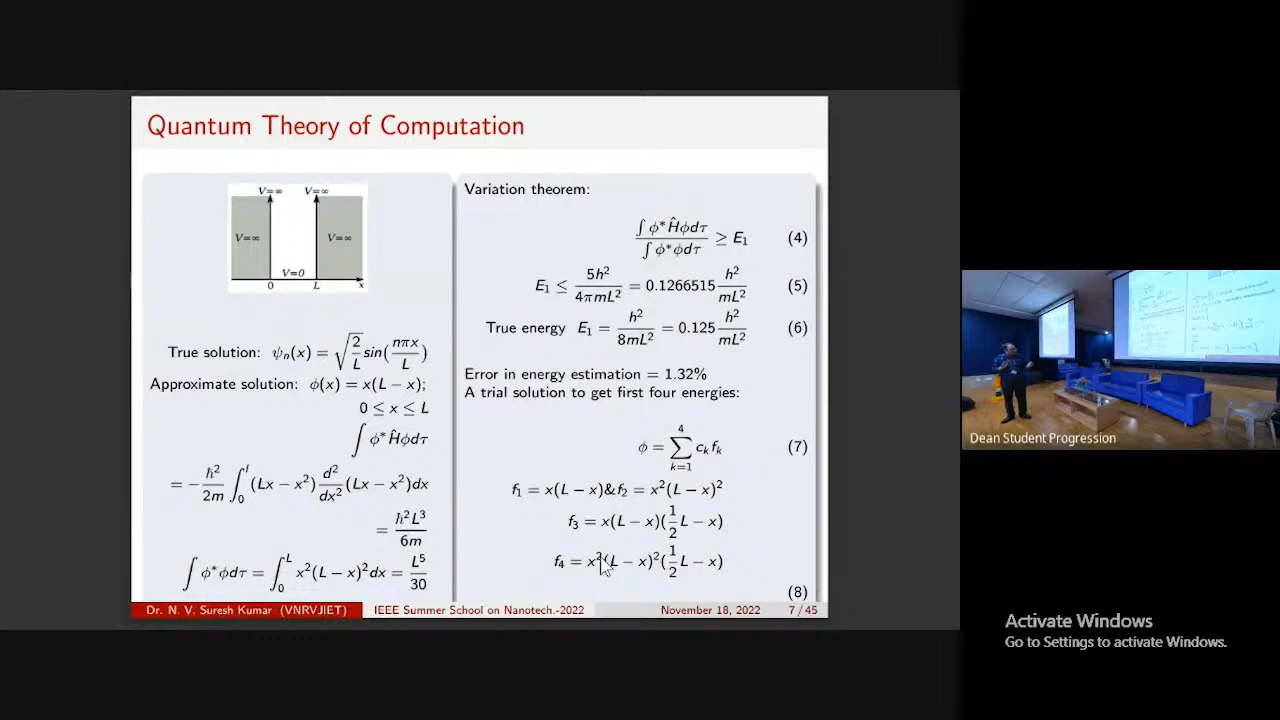 Quantum Theory of Computation
V=∞ V=∞
V=∞ V=∞
V=0
0 L x
True solution: ψₙ(x) = √(2/L) sin(nπx/L)
Approximate solution: ϕ(x) = x(L − x);
0 ≤ x ≤ L
∫ ϕ*Ĥϕdτ
= −ℏ²/2m ∫₀ˡ (Lx − x²) d²/dx² (Lx − x²)dx
= ℏ²L³/6m
∫ ϕ*ϕdτ = ∫₀ᴸ x²(L − x)²dx = L⁵/30
Variation theorem:
∫ ϕ*Ĥϕdτ / ∫ ϕ*ϕdτ ≥ E₁ (4)
E₁ ≤ 5h²/4πmL² = 0.1266515 h²/mL² (5)
True energy E₁ = h²/8mL² = 0.125 h²/mL² (6)
Error in energy estimation = 1.32%
A trial solution to get first four energies:
ϕ = ∑ₖ₌₁⁴ cₖfₖ (7)
f₁ = x(L − x)&f₂ = x²(L − x)²
f₃ = x(L − x)(½L − x)
f₄ = x²(L − x)²(½L − x)
(8)
Dr. N. V. Suresh Kumar (VNRVJIET) IEEE Summer School on Nanotech.-2022 November 18, 2022 7 / 45
Dean Student Progression
Activate Windows
Go to Settings to activate Windows.